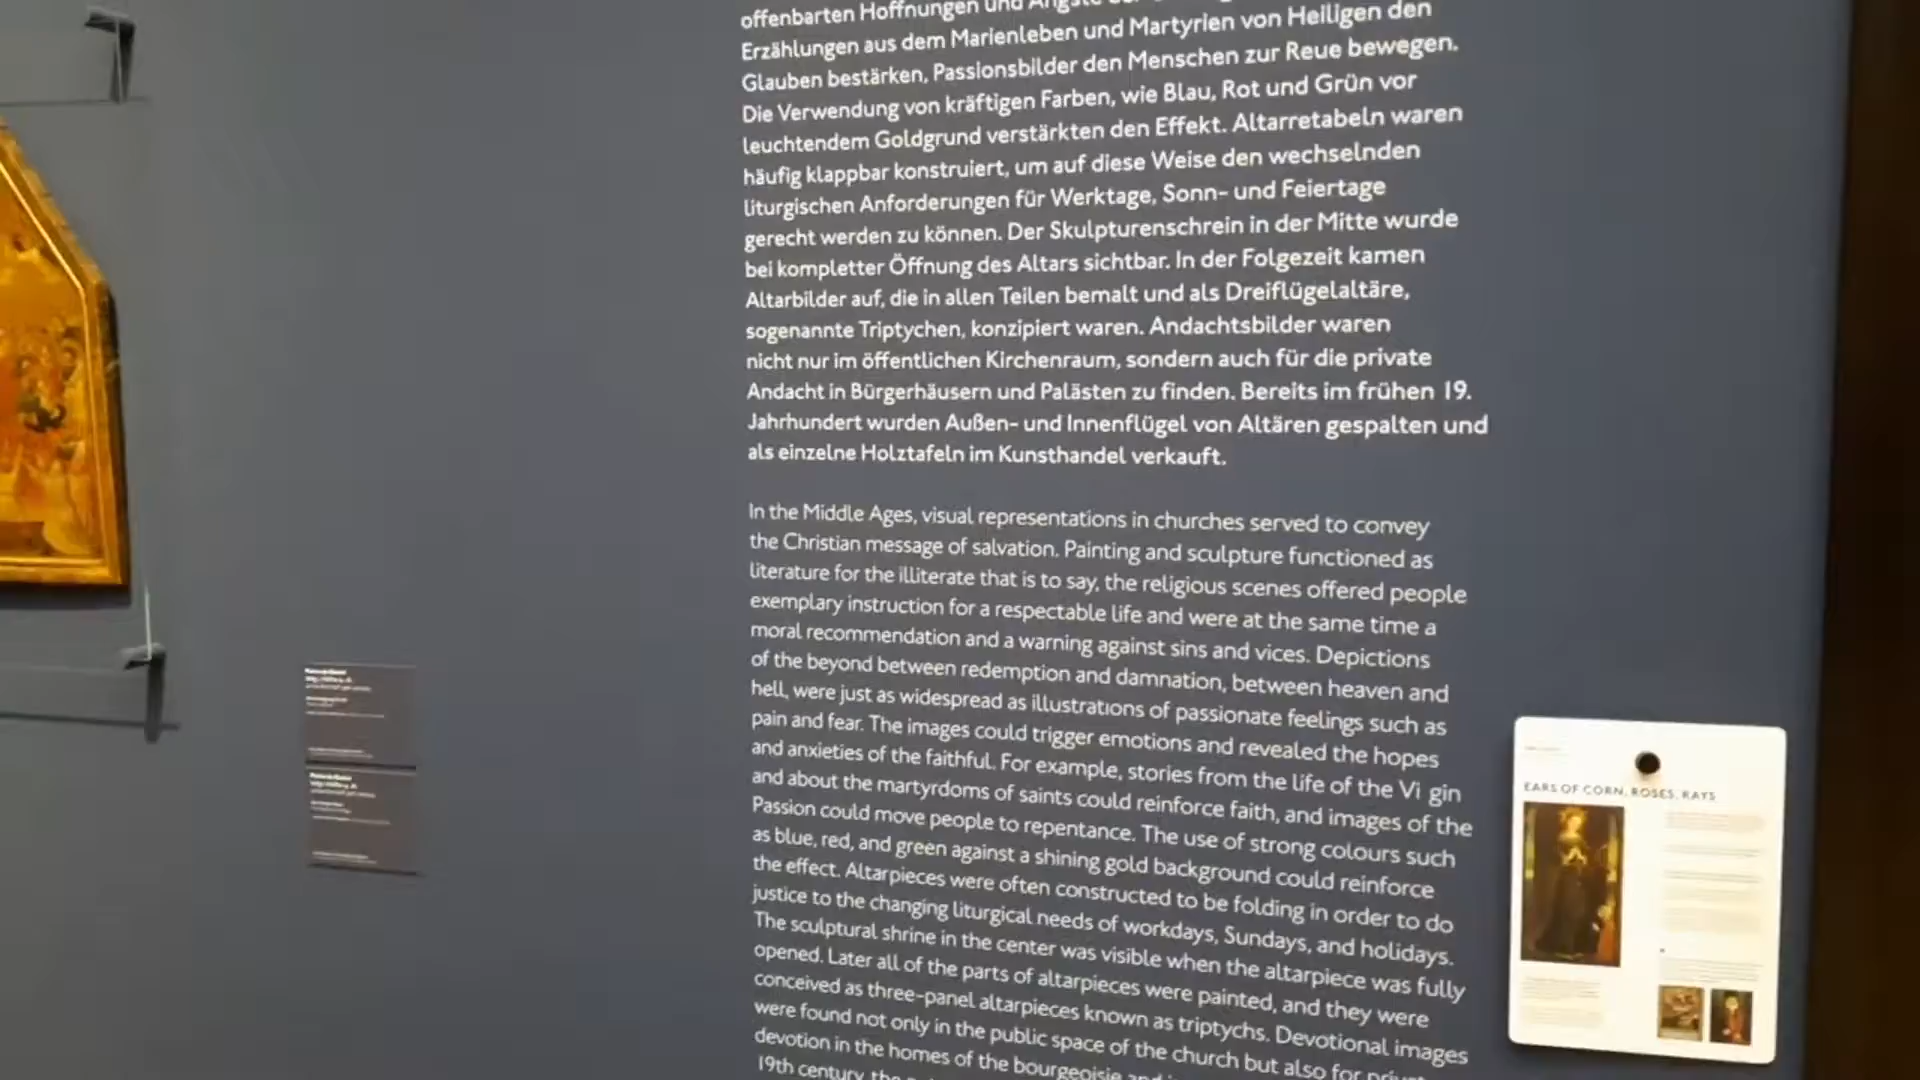 offenbarten Hoffnungen und Ängste
Erzählungen aus dem Marienleben und Martyrien von Heiligen den
Glauben bestärken, Passionsbilder den Menschen zur Reue bewegen.
Die Verwendung von kräftigen Farben, wie Blau, Rot und Grün vor
leuchtendem Goldgrund verstärkten den Effekt. Altarretabeln waren
häufig klappbar konstruiert, um auf diese Weise den wechselnden
liturgischen Anforderungen für Werktage, Sonn- und Feiertage
gerecht werden zu können. Der Skulpturenschrein in der Mitte wurde
bei kompletter Öffnung des Altars sichtbar. In der Folgezeit kamen
Altarbilder auf, die in allen Teilen bemalt und als Dreiflügelaltäre,
sogenannte Triptychen, konzipiert waren. Andachtsbilder waren
nicht nur im öffentlichen Kirchenraum, sondern auch für die private
Andacht in Bürgerhäusern und Palästen zu finden. Bereits im frühen 19.
Jahrhundert wurden Außen- und Innenflügel von Altären gespalten und
als einzelne Holztafeln im Kunsthandel verkauft.
In the Middle Ages, visual representations in churches served to convey
the Christian message of salvation. Painting and sculpture functioned as
literature for the illiterate that is to say, the religious scenes offered people
exemplary instruction for a respectable life and were at the same time a
moral recommendation and a warning against sins and vices. Depictions
of the beyond between redemption and damnation, between heaven and
hell, were just as widespread as illustrations of passionate feelings such as
pain and fear. The images could trigger emotions and revealed the hopes
and anxieties of the faithful. For example, stories from the life of the Vi gin
and about the martyrdoms of saints could reinforce faith, and images of the
Passion could move people to repentance. The use of strong colours such
as blue, red, and green against a shining gold background could reinforce
the effect. Altarpieces were often constructed to be folding in order to do
justice to the changing liturgical needs of workdays, Sundays, and holidays.
The sculptural shrine in the center was visible when the altarpiece was fully
opened. Later all of the parts of altarpieces were painted, and they were
conceived as three-panel altarpieces known as triptychs. Devotional images
were found not only in the public space of the church but also for
devotion in the homes of the bourgeoisie and
19th century, the
EARS OF CORN, ROSES, RAYS